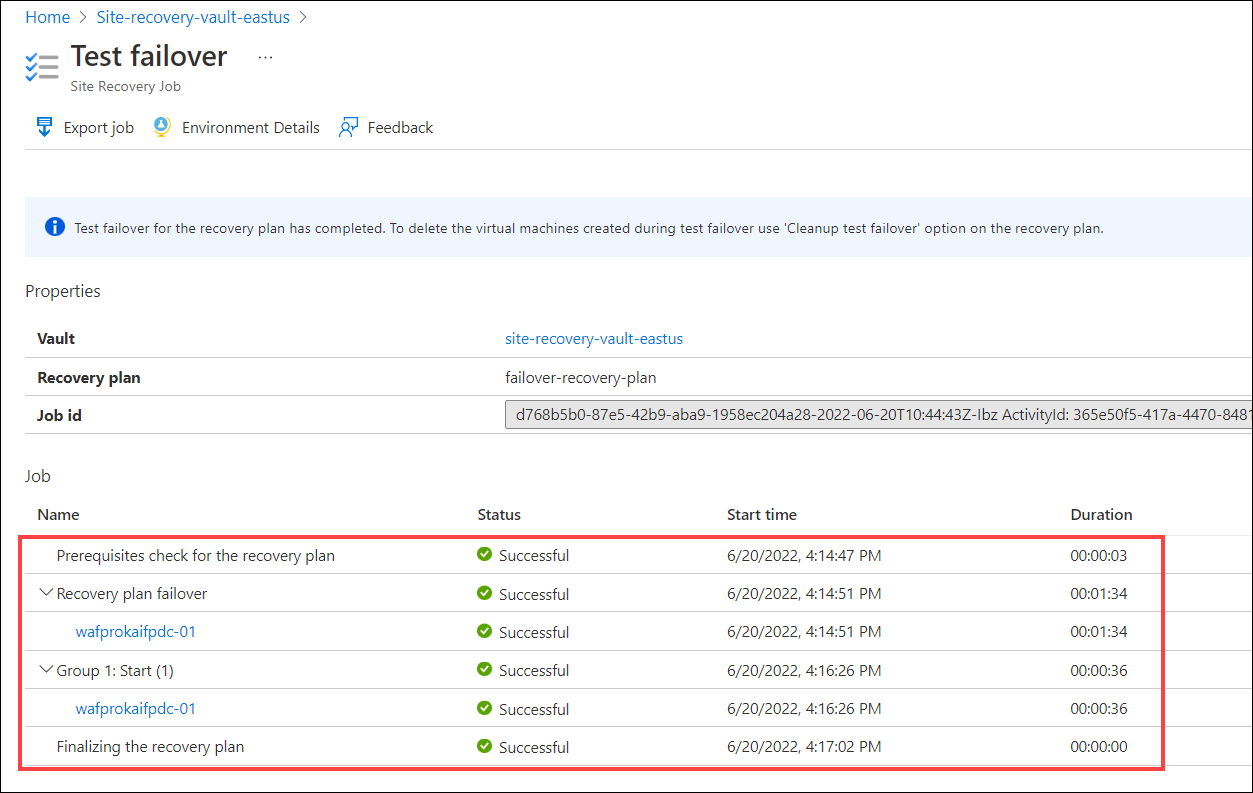 Home > Site-recovery-vault-eastus >
Test failover ...
Site Recovery Job
Export job Environment Details Feedback
Test failover for the recovery plan has completed. To delete the virtual machines created during test failover use 'Cleanup test failover' option on the recovery plan.
Properties
Vault site-recovery-vault-eastus
Recovery plan failover-recovery-plan
Job id d768b5b0-87e5-42b9-aba9-1958ec204a28-2022-06-20T10:44:43Z-Ibz ActivityId: 365e50f5-417a-4470-8481
Job
Name Status Start time Duration
Prerequisites check for the recovery plan Successful 6/20/2022, 4:14:47 PM 00:00:03
Recovery plan failover Successful 6/20/2022, 4:14:51 PM 00:01:34
wafprokaifpdc-01 Successful 6/20/2022, 4:14:51 PM 00:01:34
Group 1: Start (1) Successful 6/20/2022, 4:16:26 PM 00:00:36
wafprokaifpdc-01 Successful 6/20/2022, 4:16:26 PM 00:00:36
Finalizing the recovery plan Successful 6/20/2022, 4:17:02 PM 00:00:00